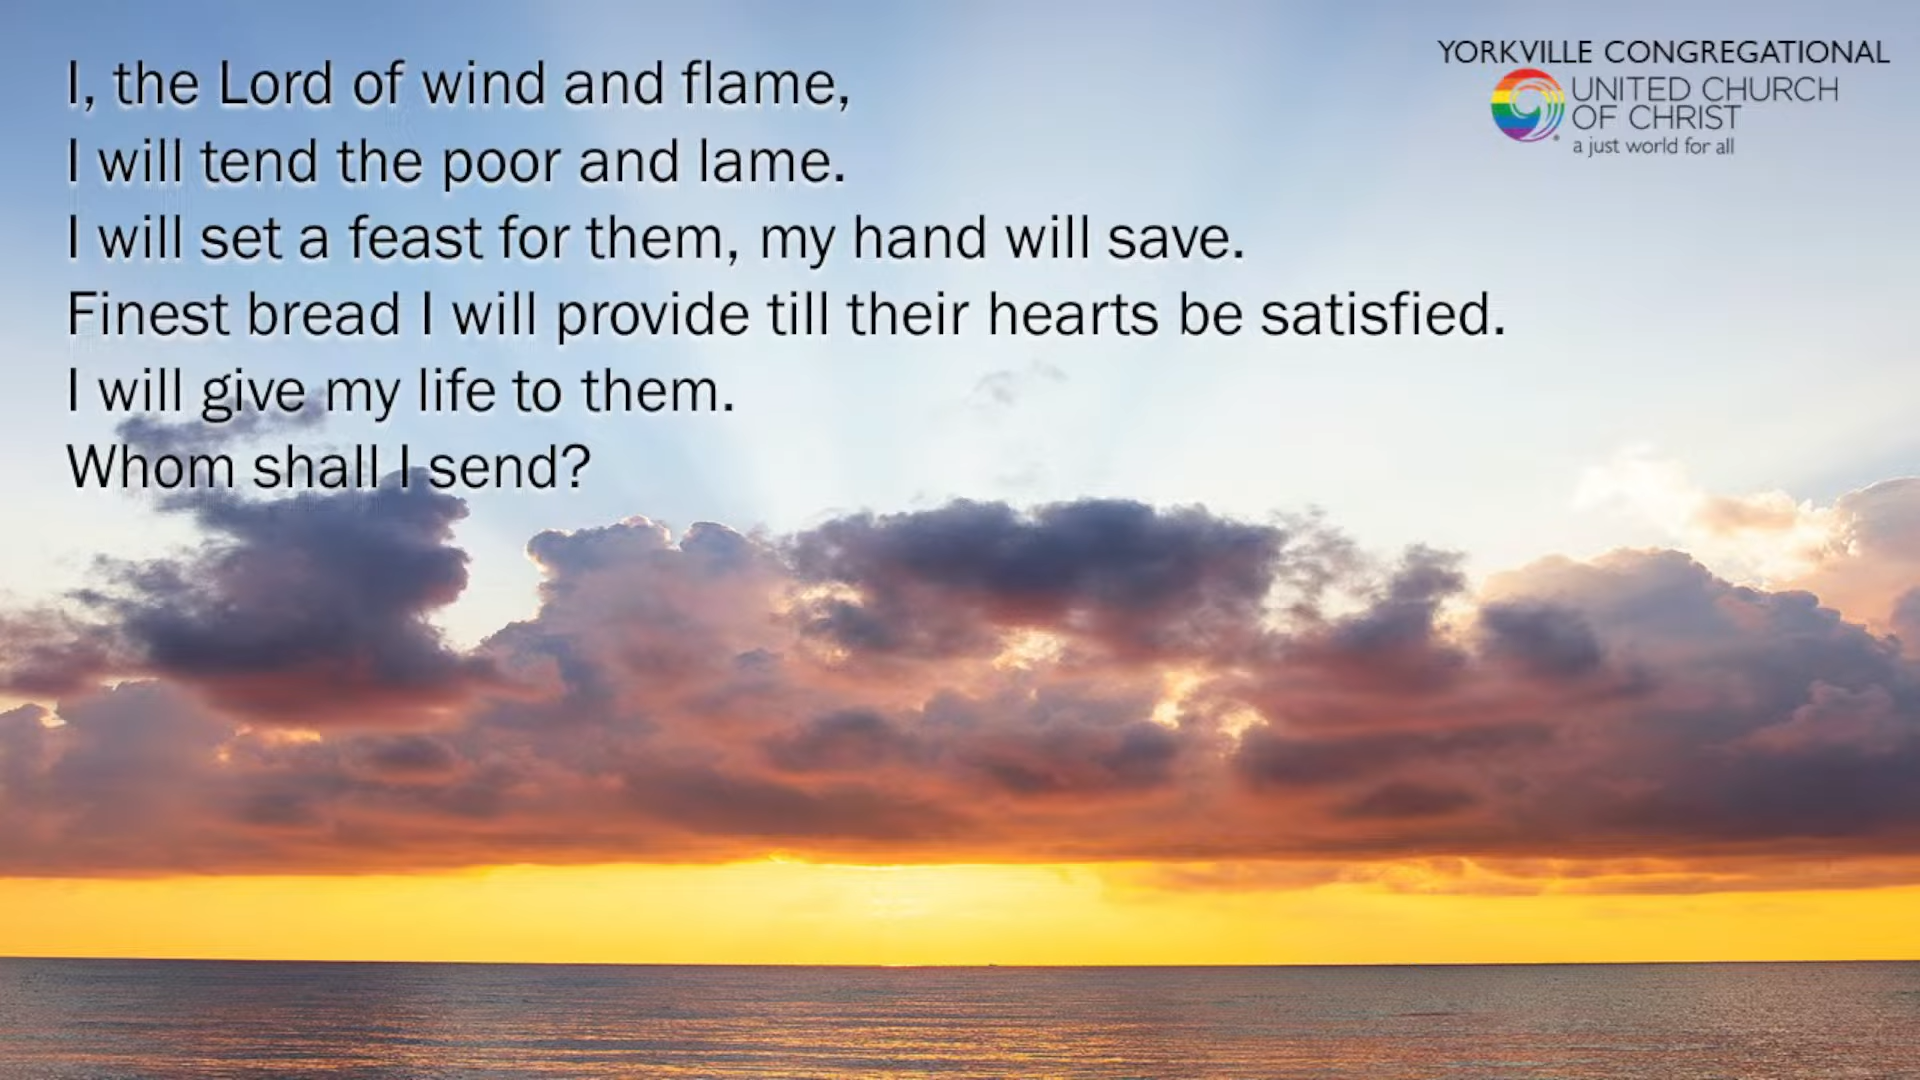 I, the Lord of wind and flame,
I will tend the poor and lame.
I will set a feast for them, my hand will save.
Finest bread I will provide till their hearts be satisfied.
I will give my life to them.
Whom shall I send?
YORKVILLE CONGREGATIONAL
UNITED CHURCH
OF CHRIST
a just world for all